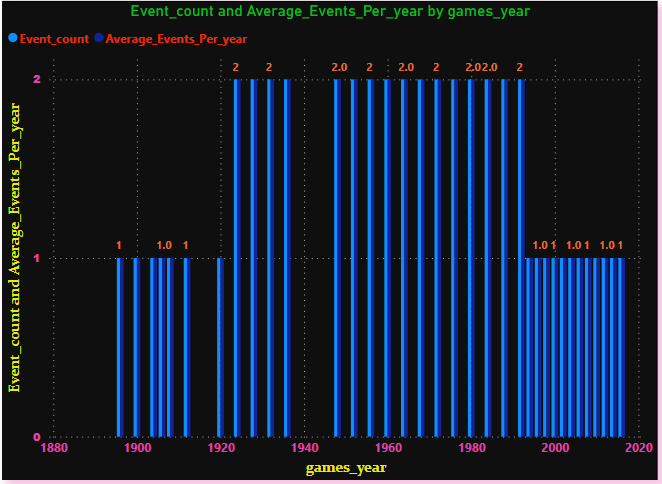 Event_count and Average_Events_Per_year by games_year
Event_count Average_Events_Per_year
2 2 2.0 2 2.0 2 2.0 2.0 2
2
1 1.0 1 1.0 1 1.0 1 1.0 1
1
0
1880 1900 1920 1940 1960 1980 2000 2020
games_year
Event_count and Average_Events_Per_year